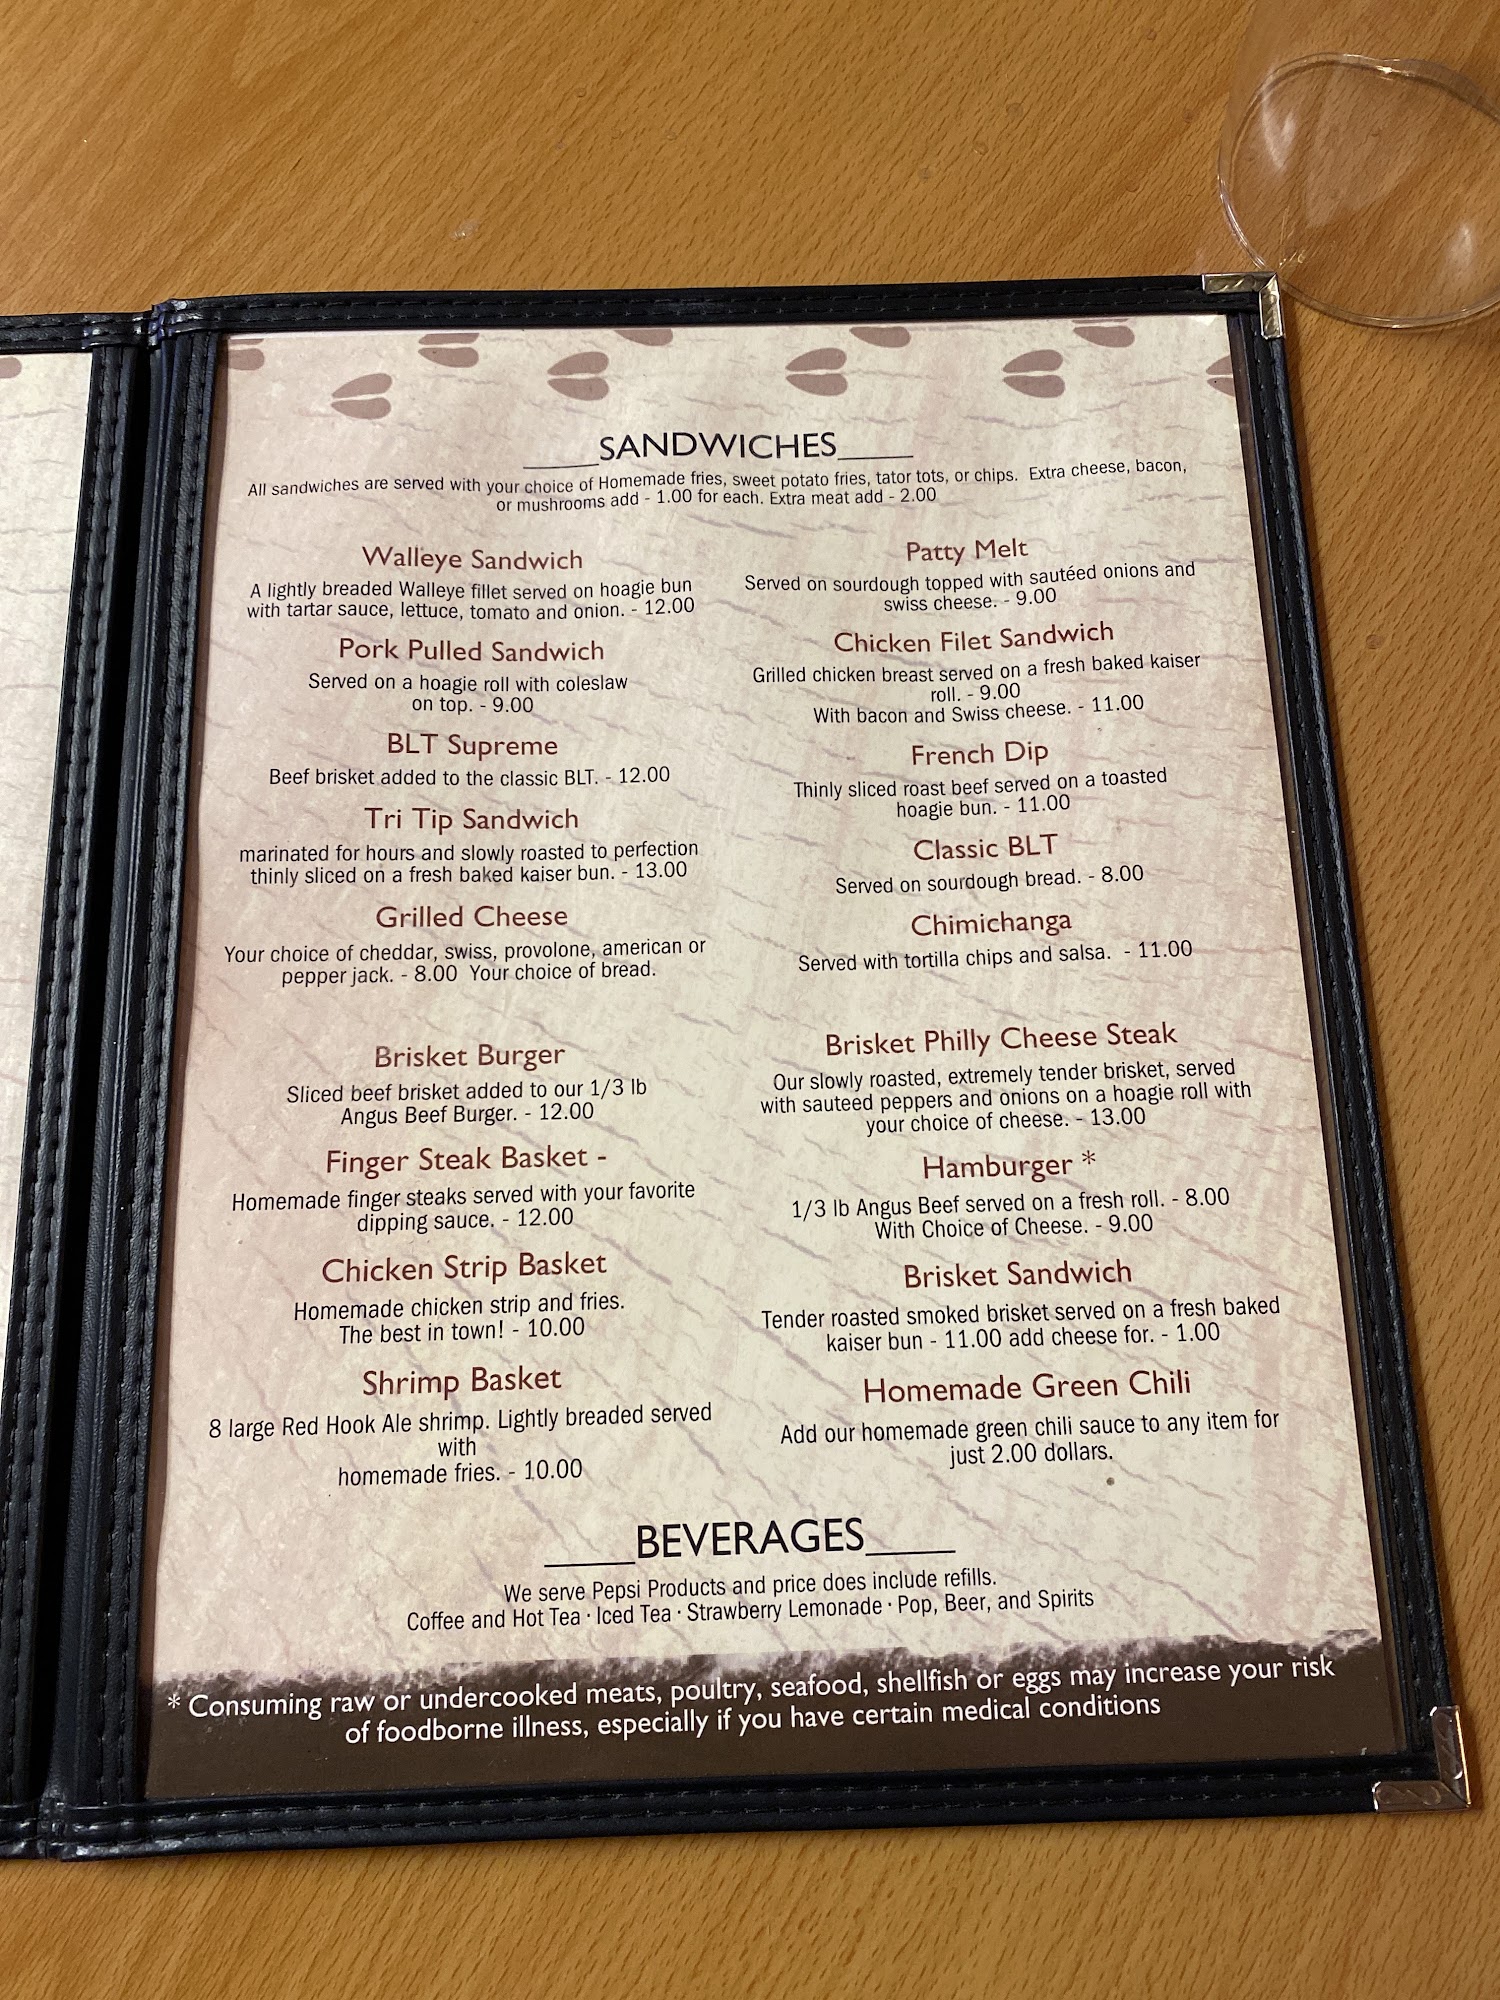 SANDWICHES
All sandwiches are served with your choice of Homemade fries, sweet potato fries, tator tots, or chips. Extra cheese, bacon,
or mushrooms add - 1.00 for each. Extra meat add - 2.00
Walleye Sandwich
A lightly breaded Walleye fillet served on hoagie bun
with tartar sauce, lettuce, tomato and onion. - 12.00
Pork Pulled Sandwich
Served on a hoagie roll with coleslaw
on top. - 9.00
BLT Supreme
Beef brisket added to the classic BLT. - 12.00
Tri Tip Sandwich
marinated for hours and slowly roasted to perfection
thinly sliced on a fresh baked kaiser bun. - 13.00
Grilled Cheese
Your choice of cheddar, swiss, provolone, american or
pepper jack. - 8.00 Your choice of bread.
Brisket Burger
Sliced beef brisket added to our 1/3 lb
Angus Beef Burger. - 12.00
Finger Steak Basket -
Homemade finger steaks served with your favorite
dipping sauce. - 12.00
Chicken Strip Basket
Homemade chicken strip and fries.
The best in town! - 10.00
Shrimp Basket
8 large Red Hook Ale shrimp. Lightly breaded served
with
homemade fries. - 10.00
Patty Melt
Served on sourdough topped with sautéed onions and
swiss cheese. - 9.00
Chicken Filet Sandwich
Grilled chicken breast served on a fresh baked kaiser
roll. - 9.00
With bacon and Swiss cheese. - 11.00
French Dip
Thinly sliced roast beef served on a toasted
hoagie bun. - 11.00
Classic BLT
Served on sourdough bread. - 8.00
Chimichanga
Served with tortilla chips and salsa. - 11.00
Brisket Philly Cheese Steak
Our slowly roasted, extremely tender brisket, served
with sauteed peppers and onions on a hoagie roll with
your choice of cheese. - 13.00
Hamburger *
1/3 lb Angus Beef served on a fresh roll. - 8.00
With Choice of Cheese. - 9.00
Brisket Sandwich
Tender roasted smoked brisket served on a fresh baked
kaiser bun - 11.00 add cheese for. - 1.00
Homemade Green Chili
Add our homemade green chili sauce to any item for
just 2.00 dollars.
BEVERAGES
We serve Pepsi Products and price does include refills.
Coffee and Hot Tea · Iced Tea · Strawberry Lemonade · Pop, Beer, and Spirits
* Consuming raw or undercooked meats, poultry, seafood, shellfish or eggs may increase your risk
of foodborne illness, especially if you have certain medical conditions